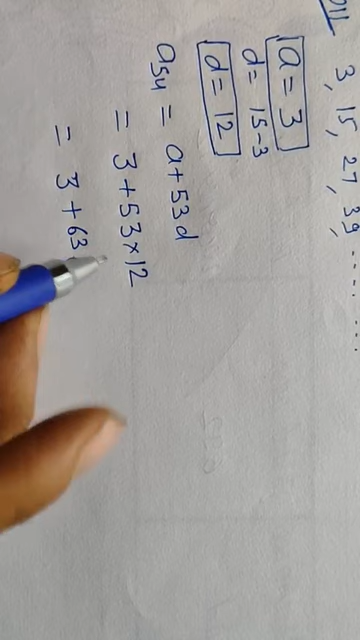 3, 15, 27, 39, ........
a = 3
d = 15-3
d = 12
a54 = a+53d
= 3+53×12
= 3+63